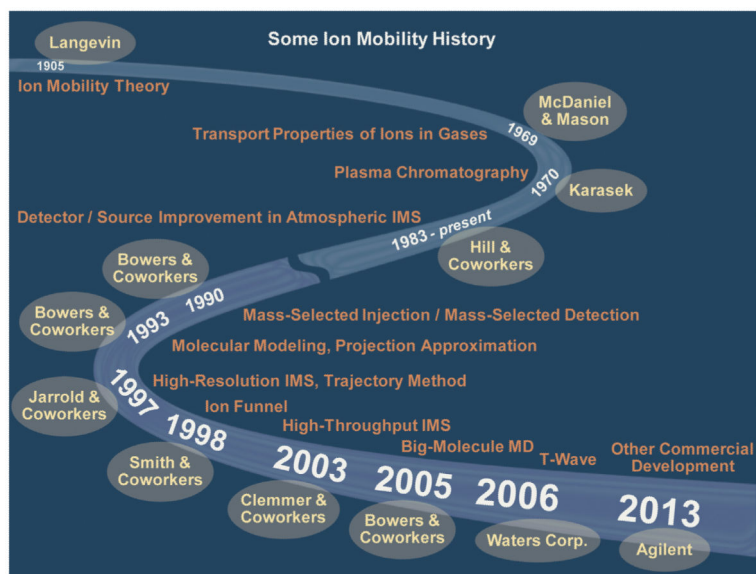 Some Ion Mobility History
Langevin
1905
Ion Mobility Theory
McDaniel
& Mason
1969
Transport Properties of Ions in Gases
Plasma Chromatography
1970
Karasek
Detector / Source Improvement in Atmospheric IMS
1983 - present
Hill &
Coworkers
Bowers &
Coworkers
1990
Mass-Selected Injection / Mass-Selected Detection
Bowers &
Coworkers
1993
Molecular Modeling, Projection Approximation
Jarrold &
Coworkers
1997
High-Resolution IMS, Trajectory Method
Ion Funnel
1998
Smith &
Coworkers
High-Throughput IMS
2003
Clemmer &
Coworkers
Big-Molecule MD
2005
Bowers &
Coworkers
T-Wave
2006
Waters Corp.
Other Commercial
Development
2013
Agilent